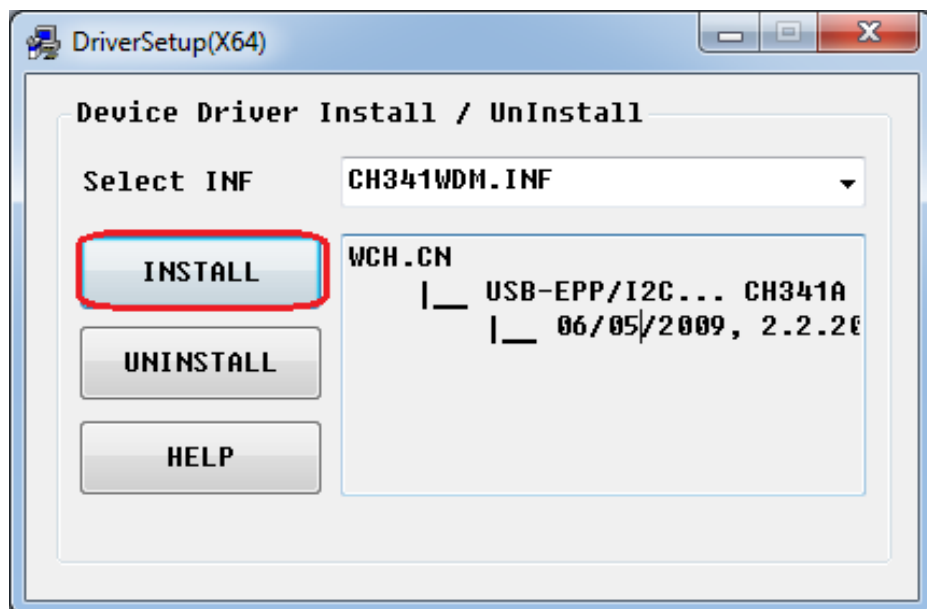 DriverSetup(X64)
Device Driver Install / UnInstall
Select INF
CH341WDM.INF
INSTALL
UNINSTALL
HELP
WCH.CN
|__ USB-EPP/I2C... CH341A
|__ 06/05/2009, 2.2.20